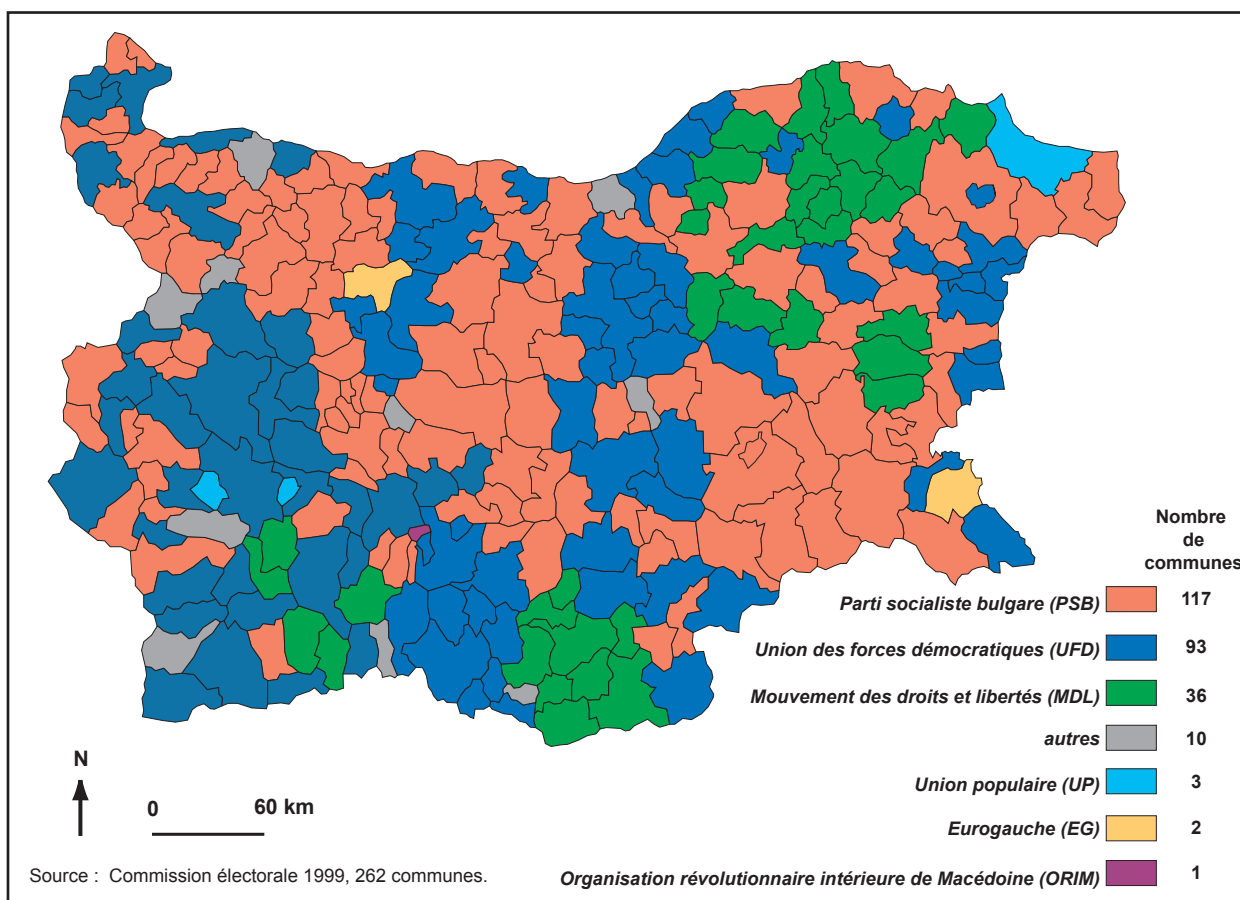 Nombre
de
communes
Parti socialiste bulgare (PSB) 117
Union des forces démocratiques (UFD) 93
Mouvement des droits et libertés (MDL) 36
autres 10
Union populaire (UP) 3
Eurogauche (EG) 2
Organisation révolutionnaire intérieure de Macédoine (ORIM) 1
N
0 60 km
Source : Commission électorale 1999, 262 communes.